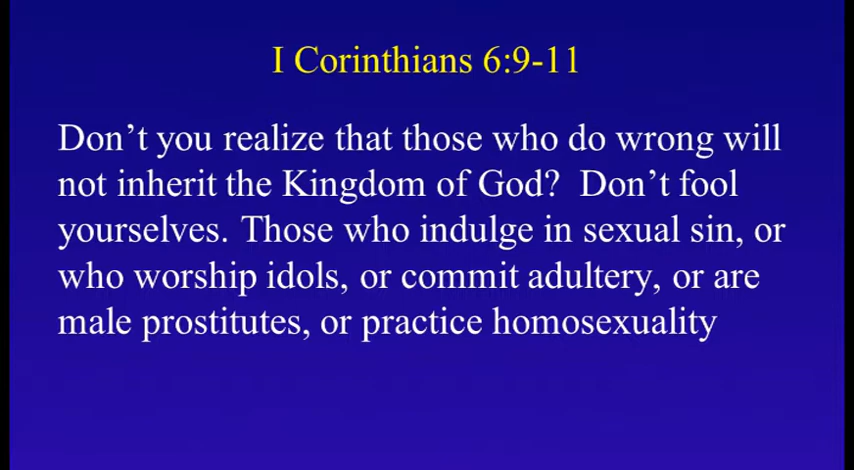 I Corinthians 6:9-11
Don’t you realize that those who do wrong will
not inherit the Kingdom of God?  Don’t fool
yourselves. Those who indulge in sexual sin, or
who worship idols, or commit adultery, or are
male prostitutes, or practice homosexuality